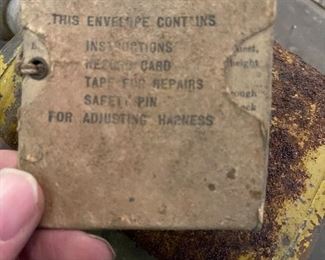 THIS ENVELOPE CONTAINS
INSTRUCTIONS
RECORD CARD
TAPE FOR REPAIRS
SAFETY PIN
FOR ADJUSTING HARNESS